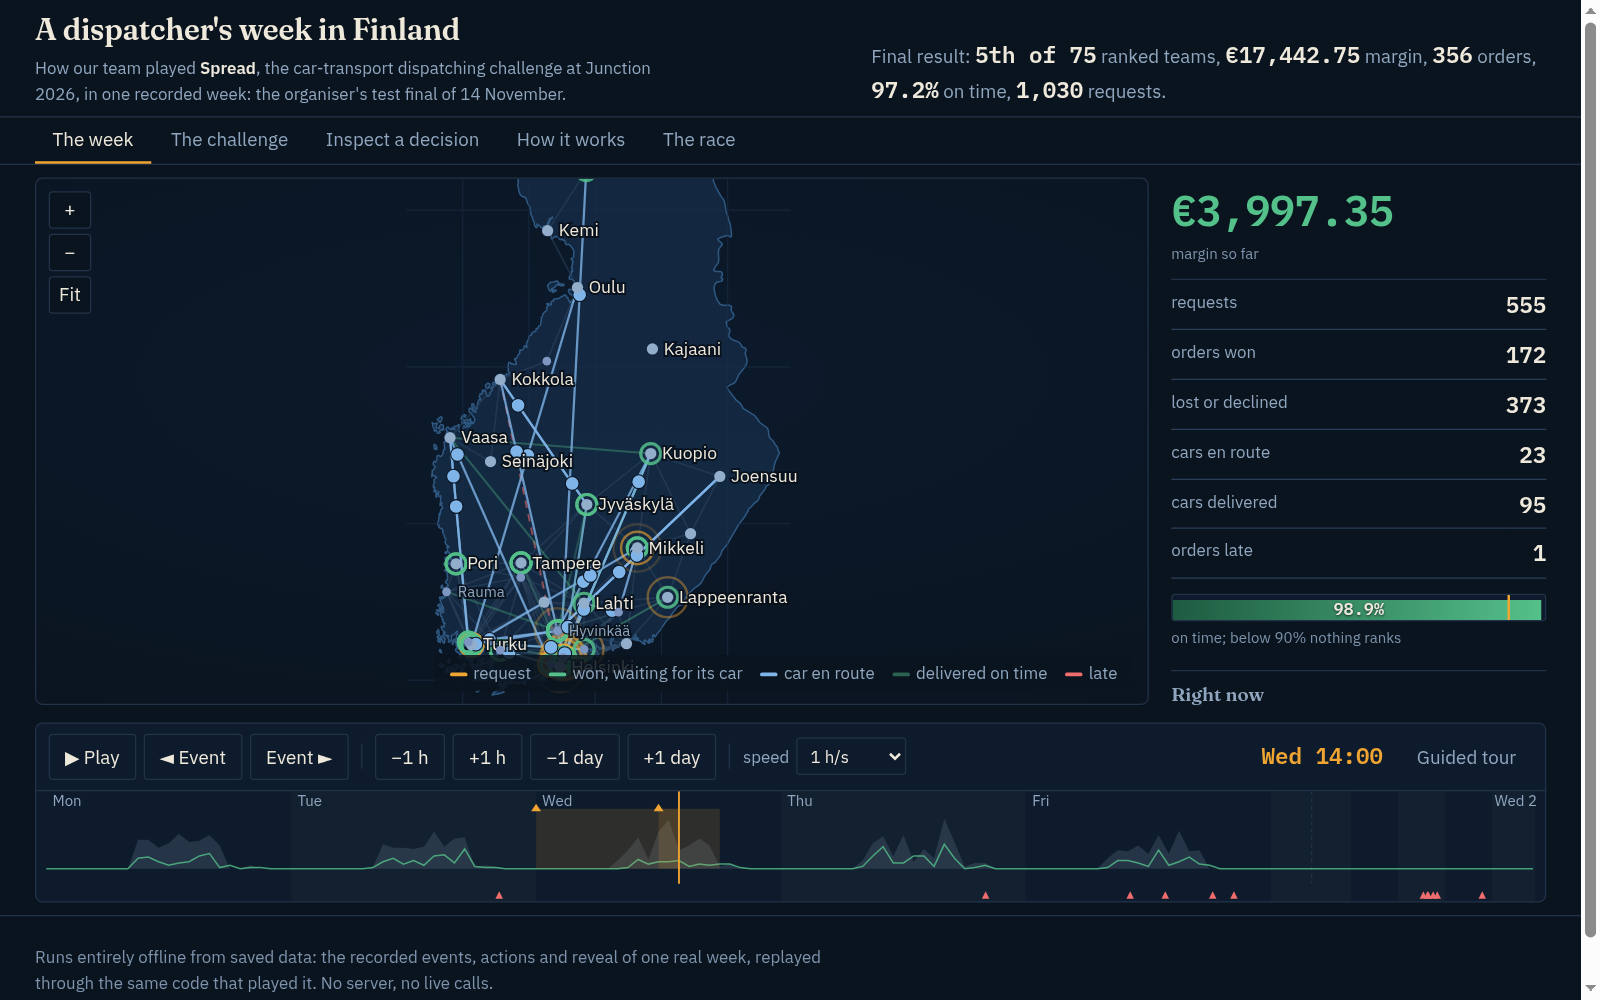 A dispatcher's week in Finland
How our team played Spread, the car-transport dispatching challenge at Junction
2026, in one recorded week: the organiser's test final of 14 November.
Final result: 5th of 75 ranked teams, €17,442.75 margin, 356 orders,
97.2% on time, 1,030 requests.
The week
The challenge
Inspect a decision
How it works
The race
+
−
Fit
Kemi
Oulu
Kajaani
Kokkola
Vaasa
Seinäjoki
Kuopio
Joensuu
Jyväskylä
Mikkeli
Pori
Tampere
Rauma
Lahti
Lappeenranta
Hyvinkää
Turku
Helsinki
request
won, waiting for its car
car en route
delivered on time
late
€3,997.35
margin so far
requests 555
orders won 172
lost or declined 373
cars en route 23
cars delivered 95
orders late 1
98.9%
on time; below 90% nothing ranks
Right now
▶ Play
◄ Event
Event ►
−1 h
+1 h
−1 day
+1 day
speed
1 h/s
Wed 14:00
Guided tour
Mon
Tue
Wed
Thu
Fri
Wed 2
Runs entirely offline from saved data: the recorded events, actions and reveal of one real week, replayed
through the same code that played it. No server, no live calls.